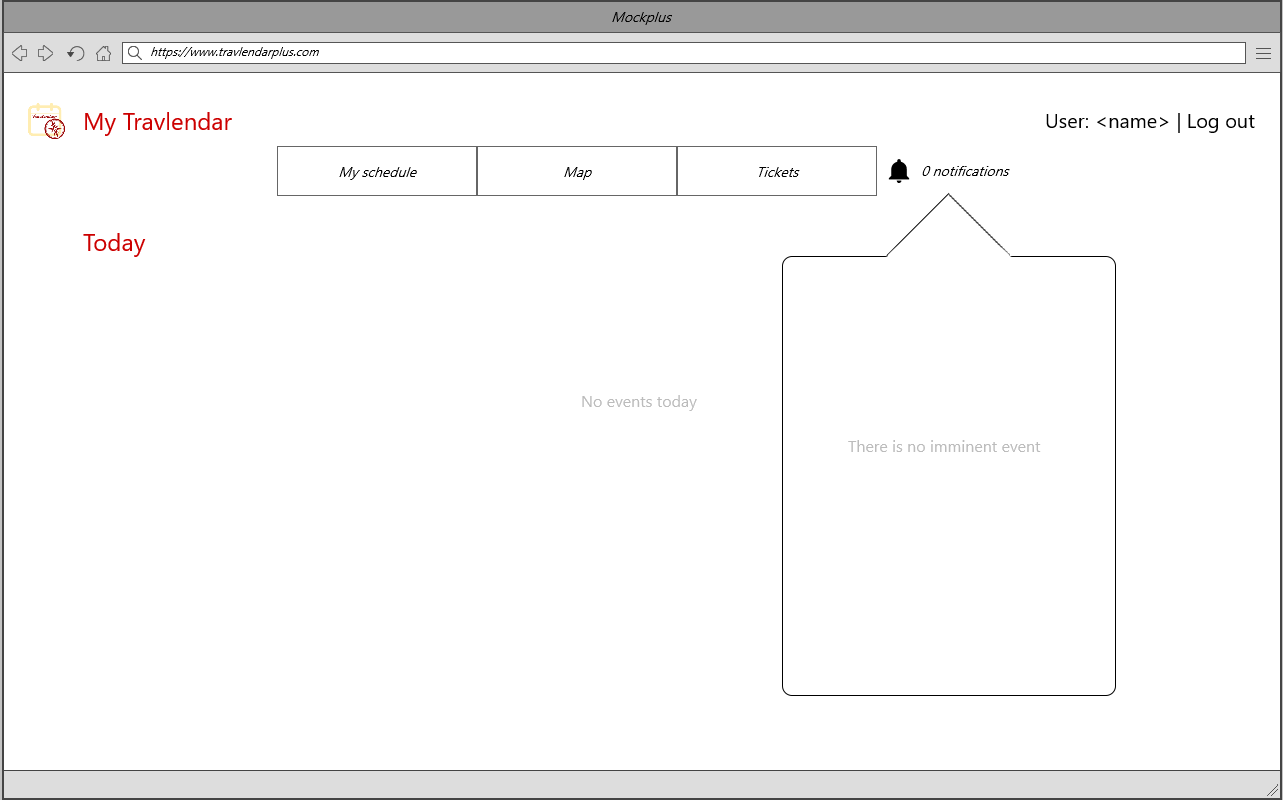 Mockplus
https://www.travlendarplus.com
My Travlendar
User: <name> | Log out
My schedule
Map
Tickets
0 notifications
Today
No events today
There is no imminent event